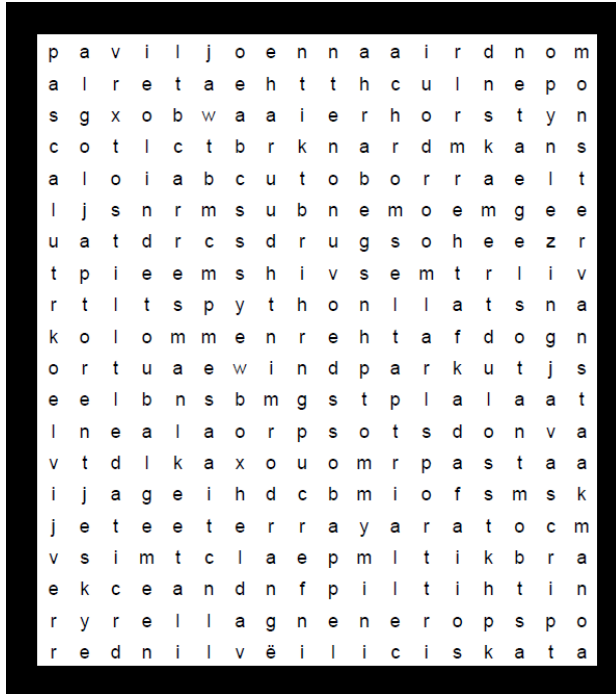 p a v i l j o e n n a a i r d n o m
a l r e t a e h t t h c u l n e p o
s g x o b w a a i e r h o r s t y n
c o t l c t b r k n a r d m k a n s
a l o i a b c u t o b o r r a e l t
l j s n r m s u b n e m o e m g e e
u a t d r c s d r u g s o h e e z r
t p i e e m s h i v s e m t r l i v
r t l t s p y t h o n l l a t s n a
k o l o m m e n r e h t a f d o g n
o r t u a e w i n d p a r k u t j s
e e l b n s b m g s t p l a l a a t
l n e a l a o r p s o t s d o n v a
v t d l k a x o u o m r p a s t a a
i j a g e i h d c b m i o f s m s k
j e t e e t e r r a y a r a t o c m
v s i m t c l a e p m l t i k b r a
e k c e a n d n f p i l t i h t i n
r y r e l l a g n e n e r o p s p o
r e d n i l v ë i l i c i s k a t a